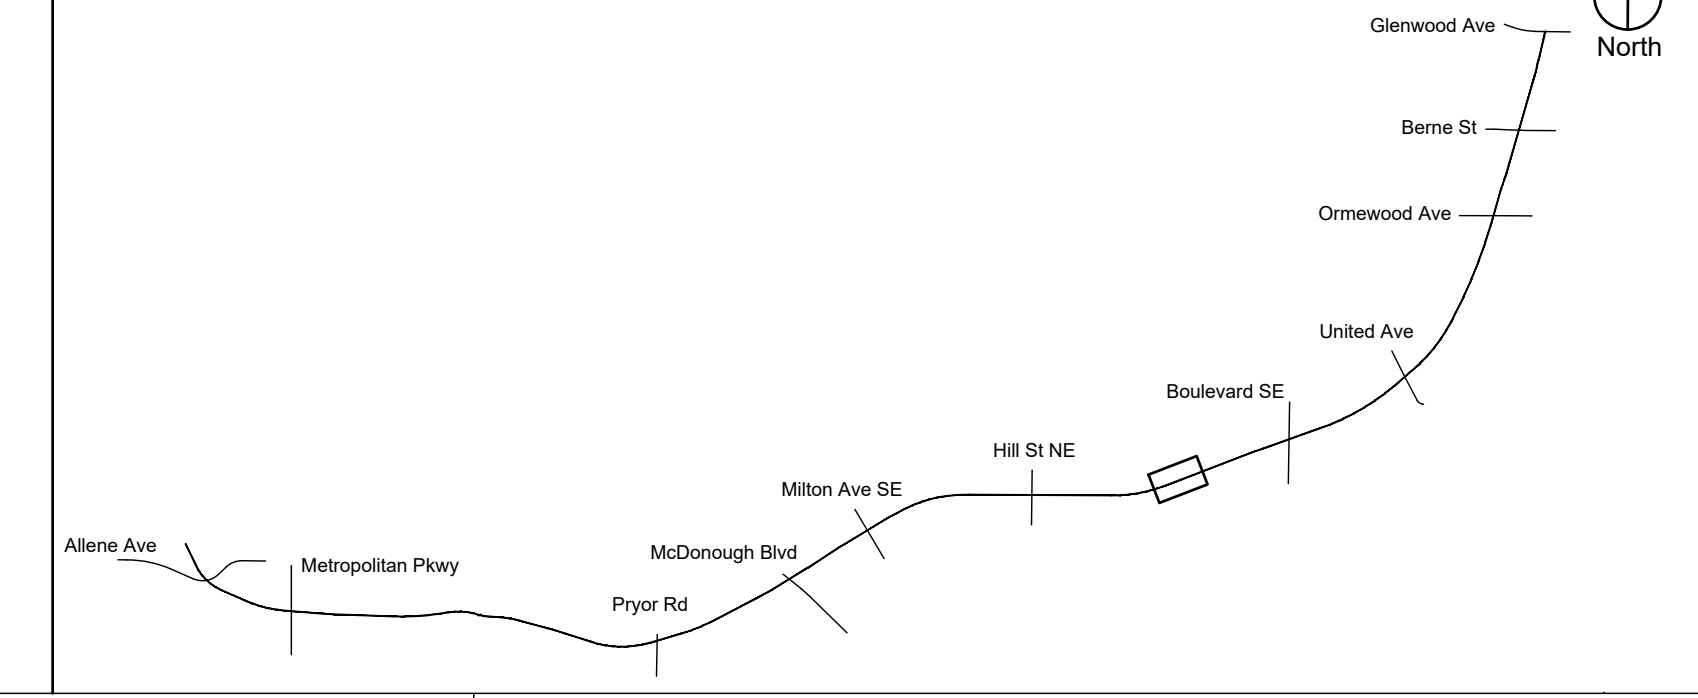 Glenwood Ave
North
Berne St
Ormewood Ave
United Ave
Boulevard SE
Hill St NE
Milton Ave SE
Allene Ave
McDonough Blvd
Metropolitan Pkwy
Pryor Rd